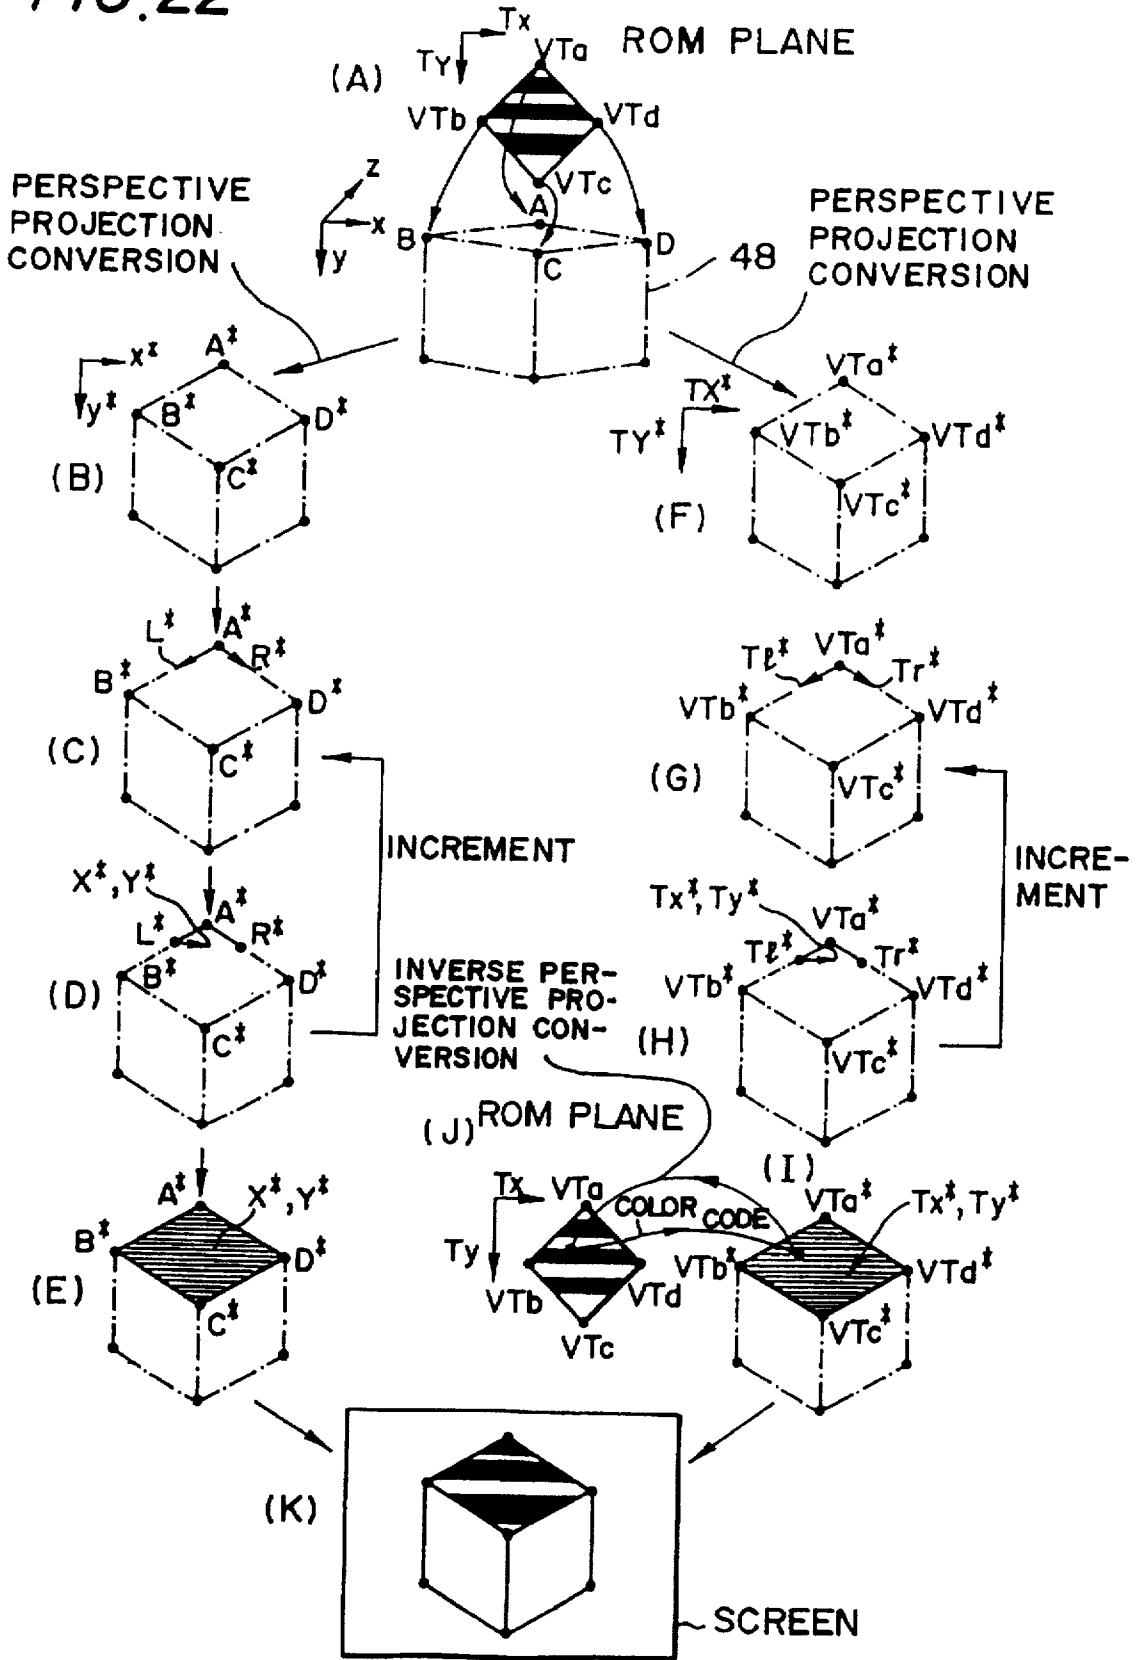 FIG.22
Tx
TY
VTa
ROM PLANE
(A)
VTb
VTd
VTc
z
x
y
A
B
C
D
48
PERSPECTIVE
PROJECTION
CONVERSION
PERSPECTIVE
PROJECTION
CONVERSION
x*
y*
A*
B*
D*
C*
(B)
TX*
TY*
VTa*
VTb*
VTd*
VTc*
(F)
L*
A*
R*
B*
D*
C*
(C)
Tℓ*
VTa*
Tr*
VTb*
VTd*
VTc*
(G)
INCREMENT
INCRE-
MENT
X*,Y*
A*
L*
R*
B*
D*
C*
(D)
INVERSE PER-
SPECTIVE PRO-
JECTION CON-
VERSION
Tx*,Ty*
VTa*
Tℓ*
Tr*
VTb*
VTd*
VTc*
(H)
(J)
ROM PLANE
Tx
Ty
VTa
COLOR CODE
VTb
VTd
VTc
(I)
VTa*
Tx*,Ty*
VTb*
VTd*
VTc*
A*
X*,Y*
B*
D*
C*
(E)
(K)
SCREEN